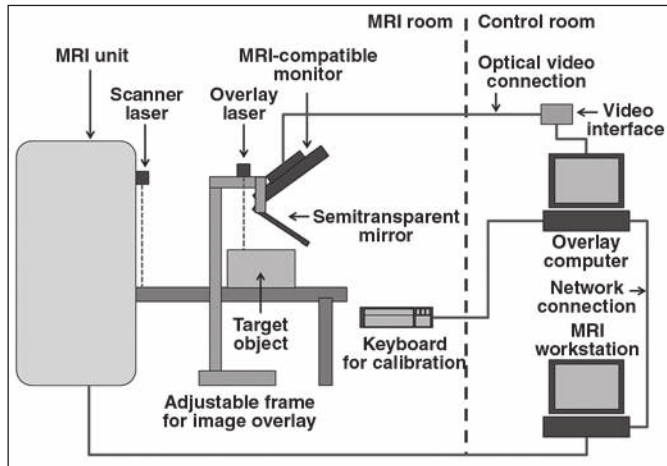 MRI room
Control room
MRI unit
MRI-compatible
monitor
Optical video
connection
Scanner
laser
Overlay
laser
Video
interface
Semitransparent
mirror
Overlay
computer
Network
connection
Target
object
Keyboard
for calibration
MRI
workstation
Adjustable frame
for image overlay